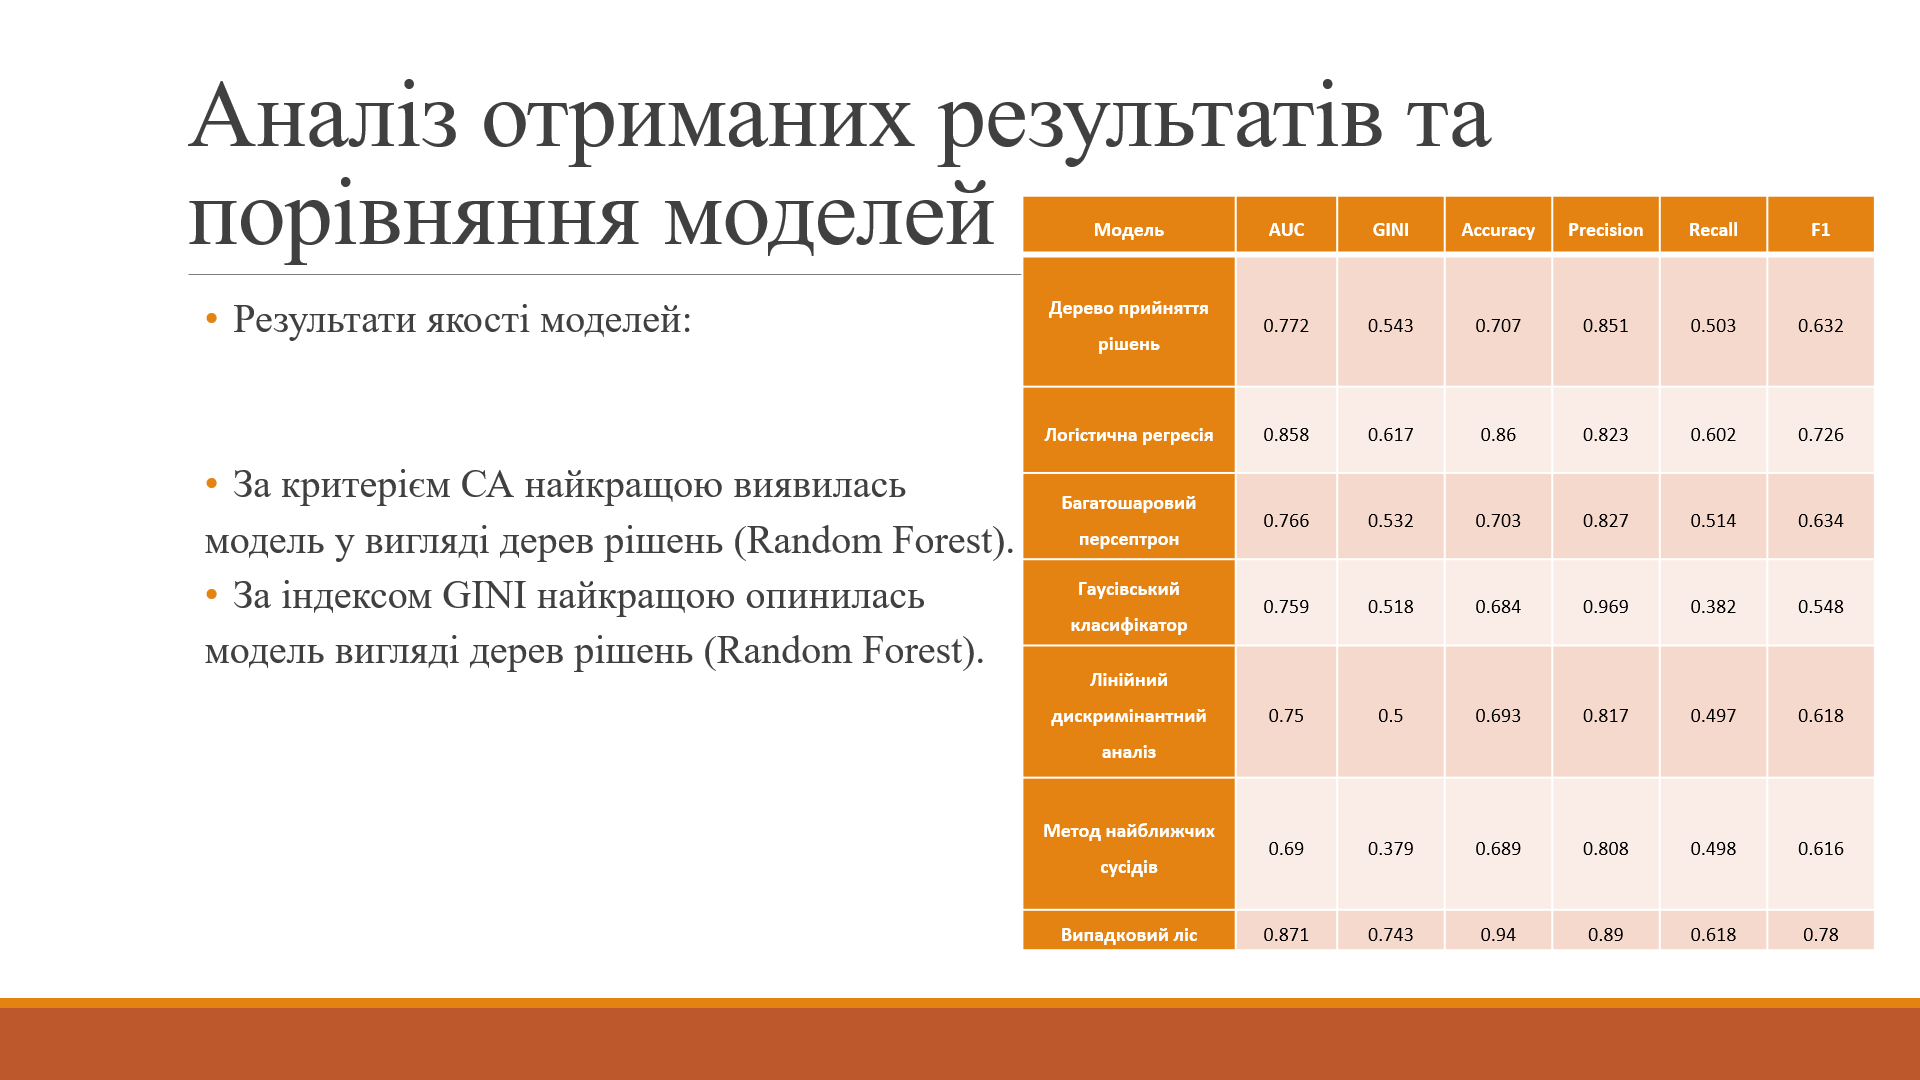 Аналіз отриманих результатів та
порівняння моделей
• Результати якості моделей:
• За критерієм CA найкращою виявилась
модель у вигляді дерев рішень (Random Forest).
• За індексом GINI найкращою опинилась
модель вигляді дерев рішень (Random Forest).
Модель AUC GINI Accuracy Precision Recall F1
Дерево прийняття
рішень
0.772 0.543 0.707 0.851 0.503 0.632
Логістична регресія 0.858 0.617 0.86 0.823 0.602 0.726
Багатошаровий
персептрон
0.766 0.532 0.703 0.827 0.514 0.634
Гаусівський
класифікатор
0.759 0.518 0.684 0.969 0.382 0.548
Лінійний
дискримінантний
аналіз
0.75 0.5 0.693 0.817 0.497 0.618
Метод найближчих
сусідів
0.69 0.379 0.689 0.808 0.498 0.616
Випадковий ліс 0.871 0.743 0.94 0.89 0.618 0.78